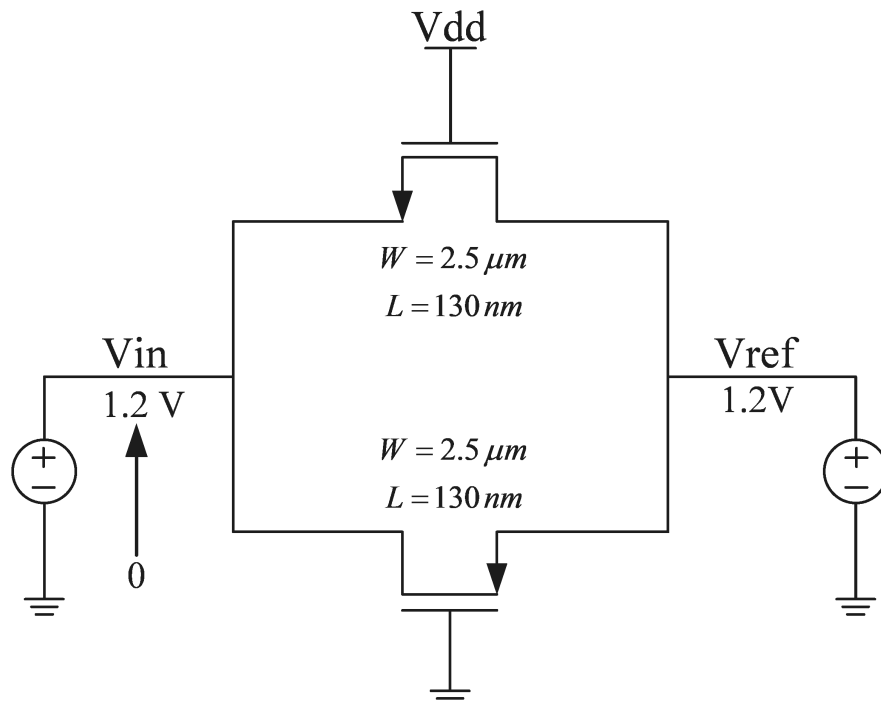 Vdd
W = 2.5 μm
L = 130 nm
Vin
1.2 V
Vref
1.2V
W = 2.5 μm
L = 130 nm
0